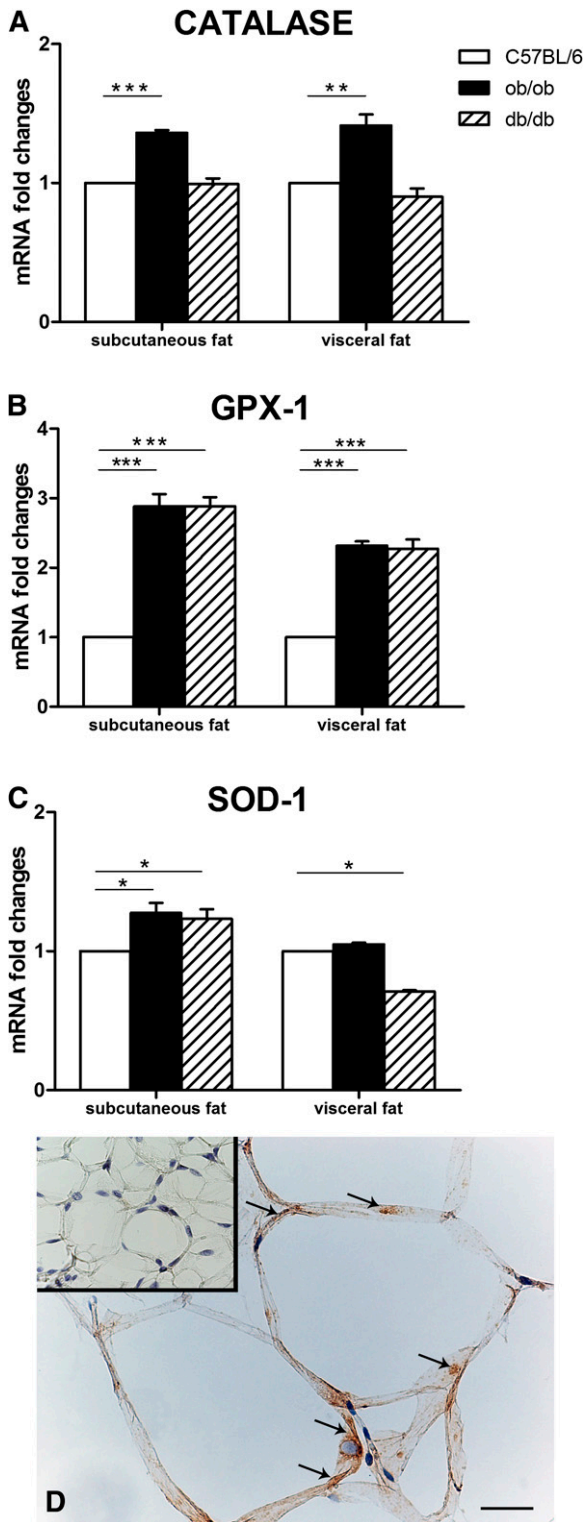 A
CATALASE
C57BL/6
ob/ob
db/db
mRNA fold changes
2
1
0
***
**
subcutaneous fat
visceral fat
B
GPX-1
mRNA fold changes
4
3
2
1
0
***
***
***
***
subcutaneous fat
visceral fat
C
SOD-1
mRNA fold changes
2
1
0
*
*
*
subcutaneous fat
visceral fat
D